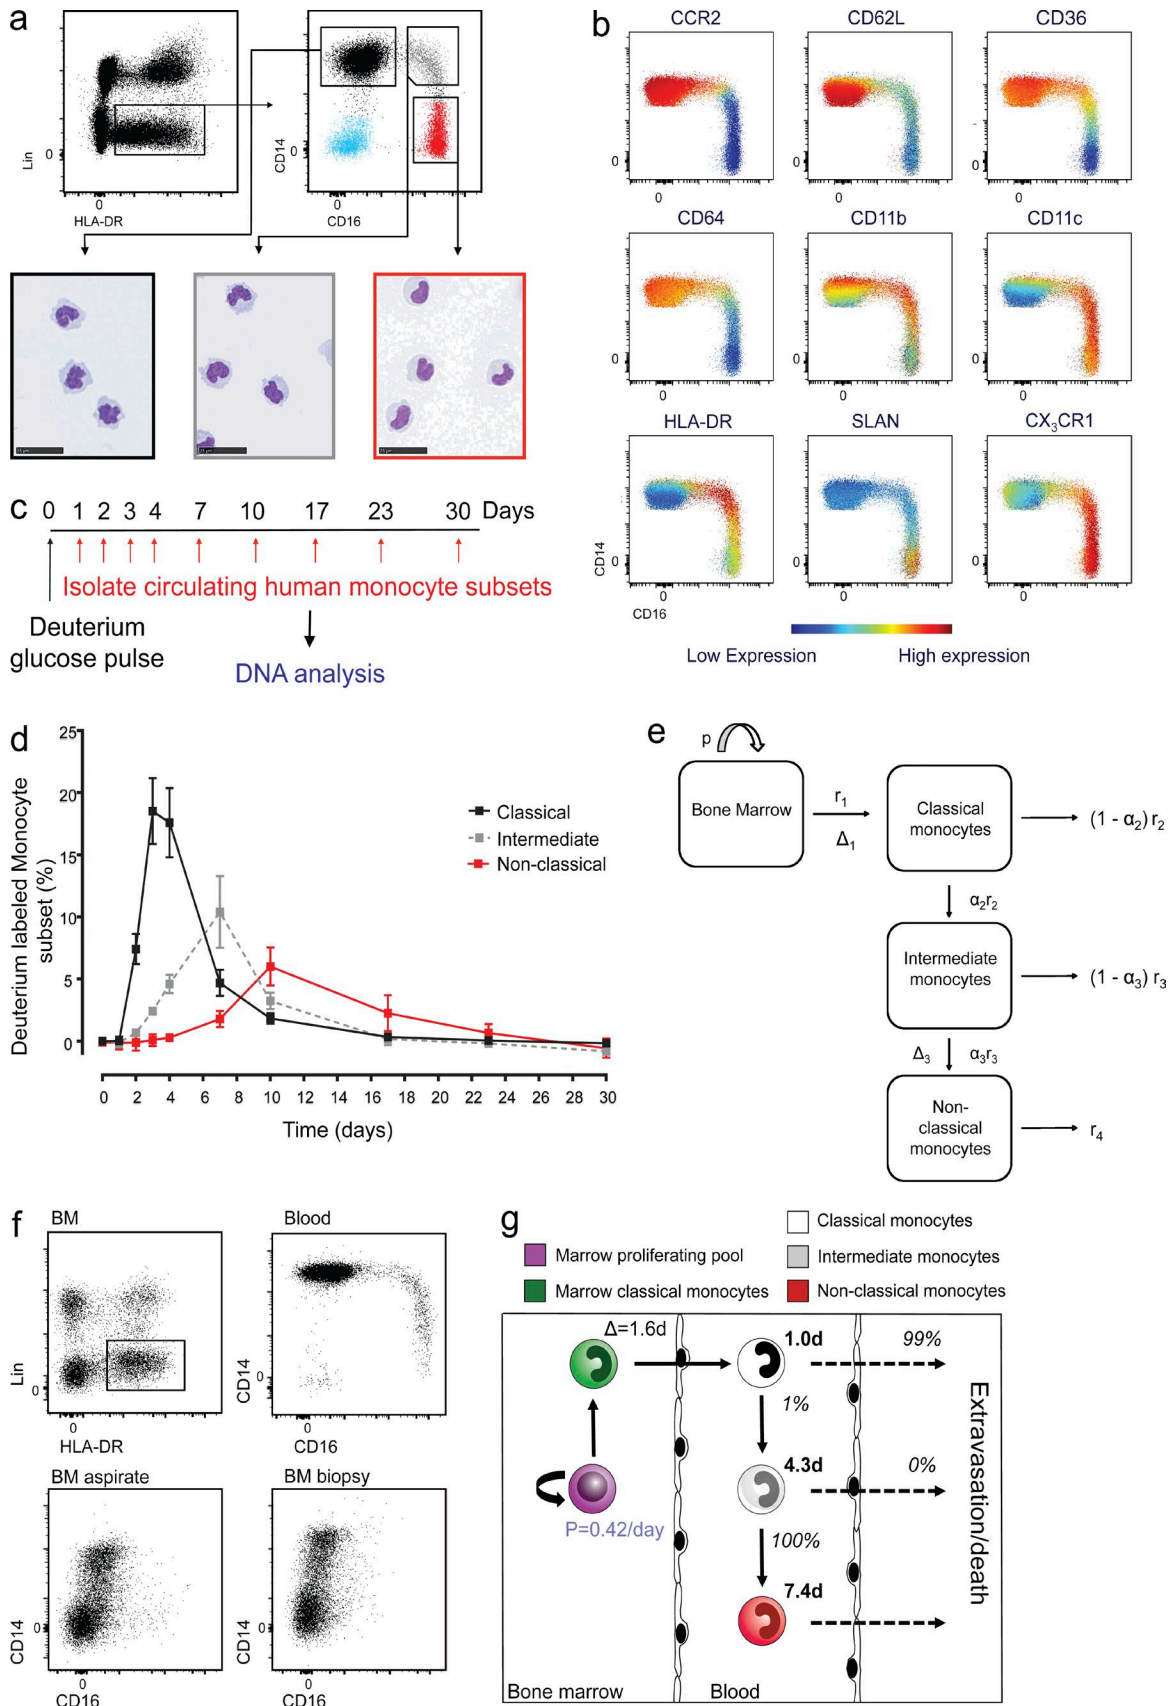 a
Lin
0
0
HLA-DR
CD14
0
0
CD16
b
CCR2
CD62L
CD36
0
0
0
0
0
0
CD64
CD11b
CD11c
0
0
0
0
0
0
HLA-DR
SLAN
CX3CR1
CD14
0
0
0
0
0
0
CD16
Low Expression
High expression
c
0 1 2 3 4 7 10 17 23 30 Days
Isolate circulating human monocyte subsets
Deuterium
glucose pulse
DNA analysis
d
Deuterium labeled Monocyte
subset (%)
25
20
15
10
5
0
Classical
Intermediate
Non-classical
0 2 4 6 8 10 12 14 16 18 20 22 24 26 28 30
Time (days)
e
p
Bone Marrow
r1
Δ1
Classical
monocytes
(1 - α2) r2
α2r2
Intermediate
monocytes
(1 - α3) r3
Δ3
α3r3
Non-
classical
monocytes
r4
f
BM
Lin
0
0
HLA-DR
Blood
CD14
0
0
CD16
BM aspirate
CD14
0
0
CD16
BM biopsy
CD14
0
0
CD16
g
Marrow proliferating pool
Marrow classical monocytes
Classical monocytes
Intermediate monocytes
Non-classical monocytes
Δ=1.6d
1.0d
99%
1%
4.3d
0%
P=0.42/day
100%
7.4d
Extravasation/death
Bone marrow
Blood